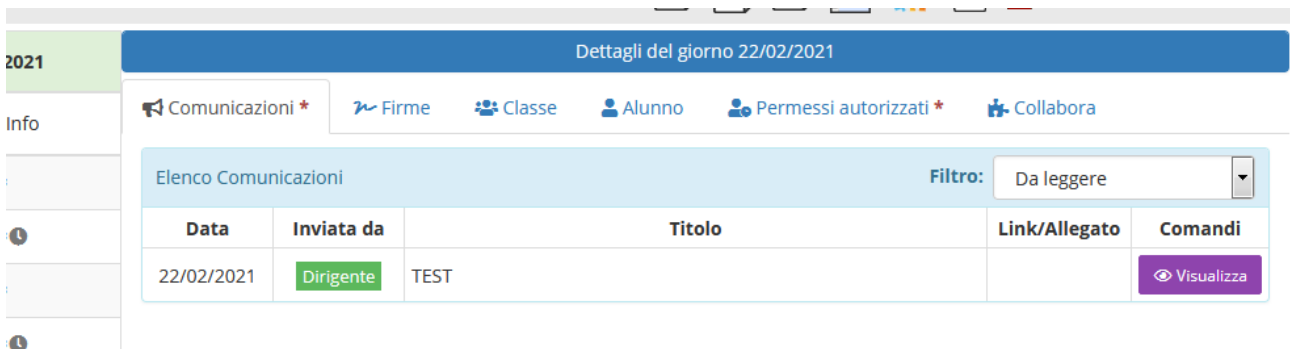 2021
Dettagli del giorno 22/02/2021
Info
Comunicazioni * Firme Classe Alunno Permessi autorizzati * Collabora
Elenco Comunicazioni Filtro: Da leggere
Data Inviata da Titolo Link/Allegato Comandi
22/02/2021 Dirigente TEST Visualizza